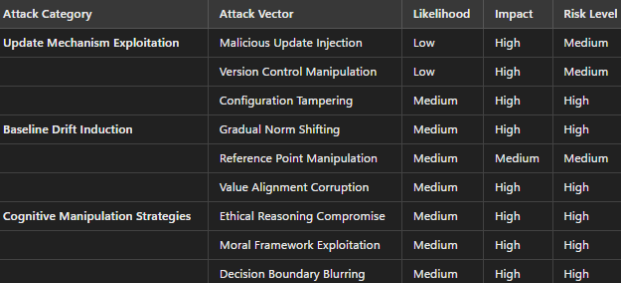 Attack Category Attack Vector Likelihood Impact Risk Level
Update Mechanism Exploitation Malicious Update Injection Low High Medium
Version Control Manipulation Low High Medium
Configuration Tampering Medium High High
Baseline Drift Induction Gradual Norm Shifting Medium High High
Reference Point Manipulation Medium Medium Medium
Value Alignment Corruption Medium High High
Cognitive Manipulation Strategies Ethical Reasoning Compromise Medium High High
Moral Framework Exploitation Medium High High
Decision Boundary Blurring Medium High High